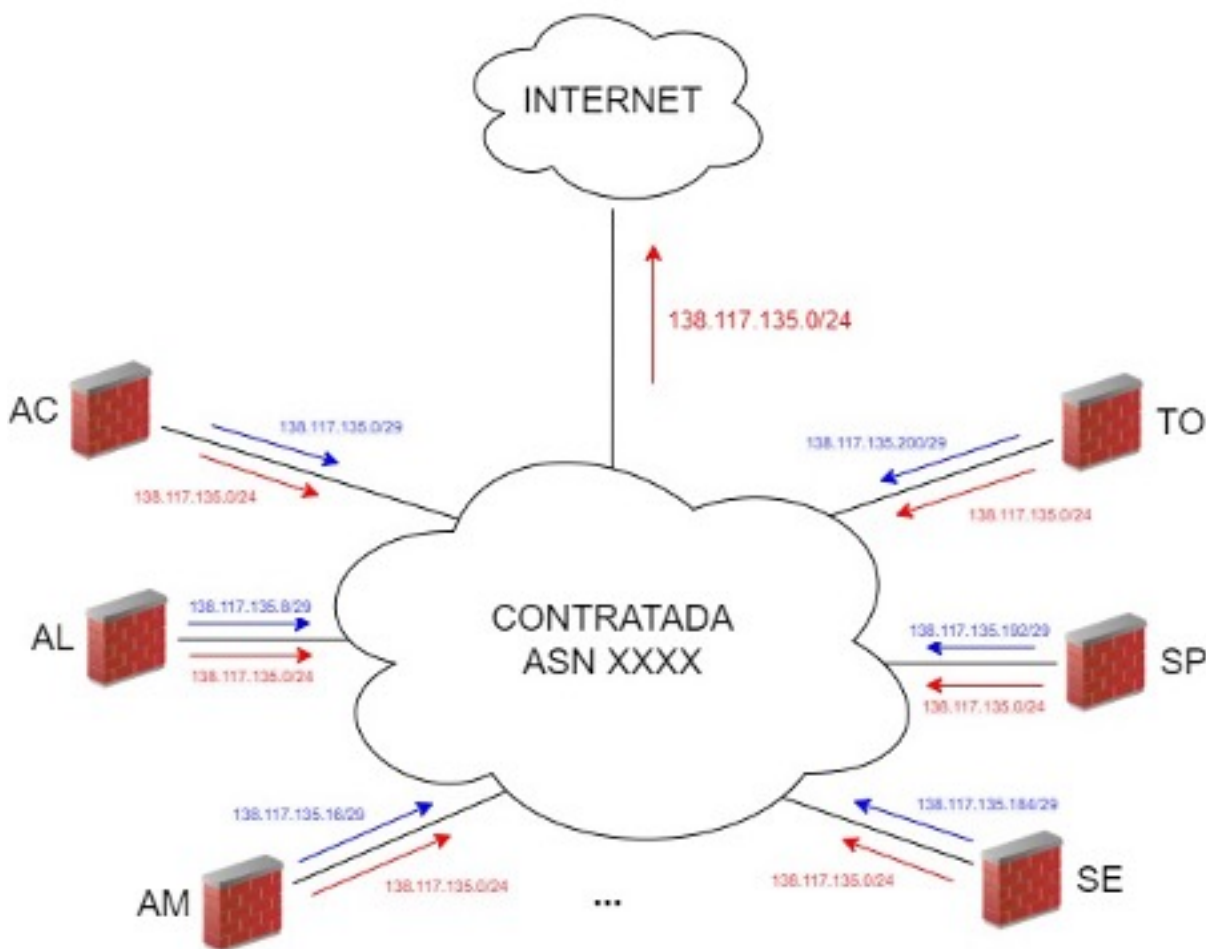 INTERNET
138.117.135.0/24
AC
138.117.135.0/29
138.117.135.0/24
TO
138.117.135.200/29
138.117.135.0/24
AL
138.117.135.8/29
138.117.135.0/24
CONTRATADA
ASN XXXX
SP
138.117.135.192/29
138.117.135.0/24
AM
138.117.135.16/29
138.117.135.0/24
...
SE
138.117.135.184/29
138.117.135.0/24